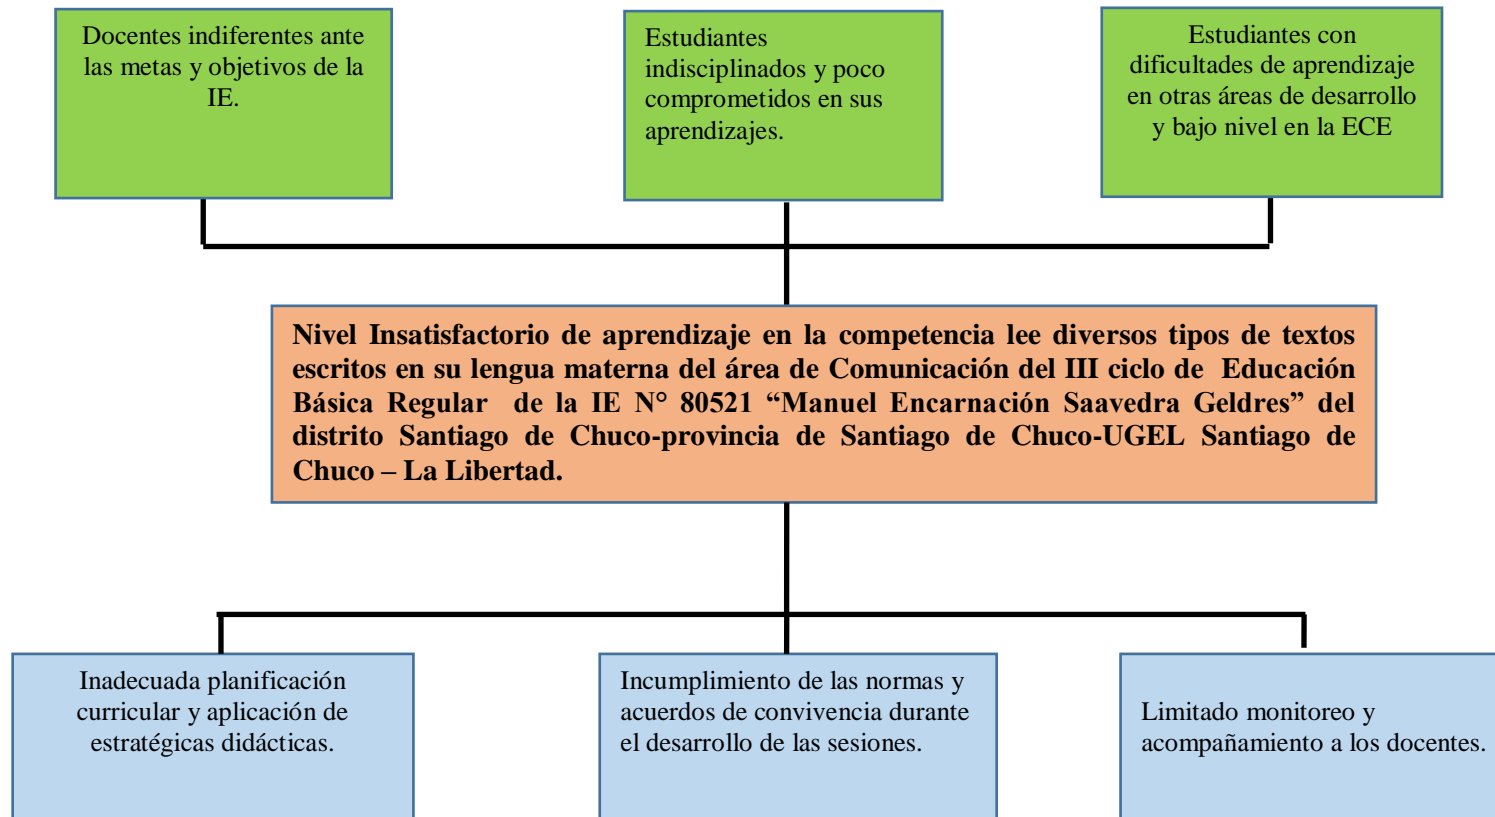 Docentes indiferentes ante
las metas y objetivos de la
IE.
Estudiantes
indisciplinados y poco
comprometidos en sus
aprendizajes.
Estudiantes con
dificultades de aprendizaje
en otras áreas de desarrollo
y bajo nivel en la ECE
Nivel Insatisfactorio de aprendizaje en la competencia lee diversos tipos de textos
escritos en su lengua materna del área de Comunicación del III ciclo de Educación
Básica Regular de la IE N° 80521 “Manuel Encarnación Saavedra Geldres” del
distrito Santiago de Chuco-provincia de Santiago de Chuco-UGEL Santiago de
Chuco – La Libertad.
Inadecuada planificación
curricular y aplicación de
estratégicas didácticas.
Incumplimiento de las normas y
acuerdos de convivencia durante
el desarrollo de las sesiones.
Limitado monitoreo y
acompañamiento a los docentes.